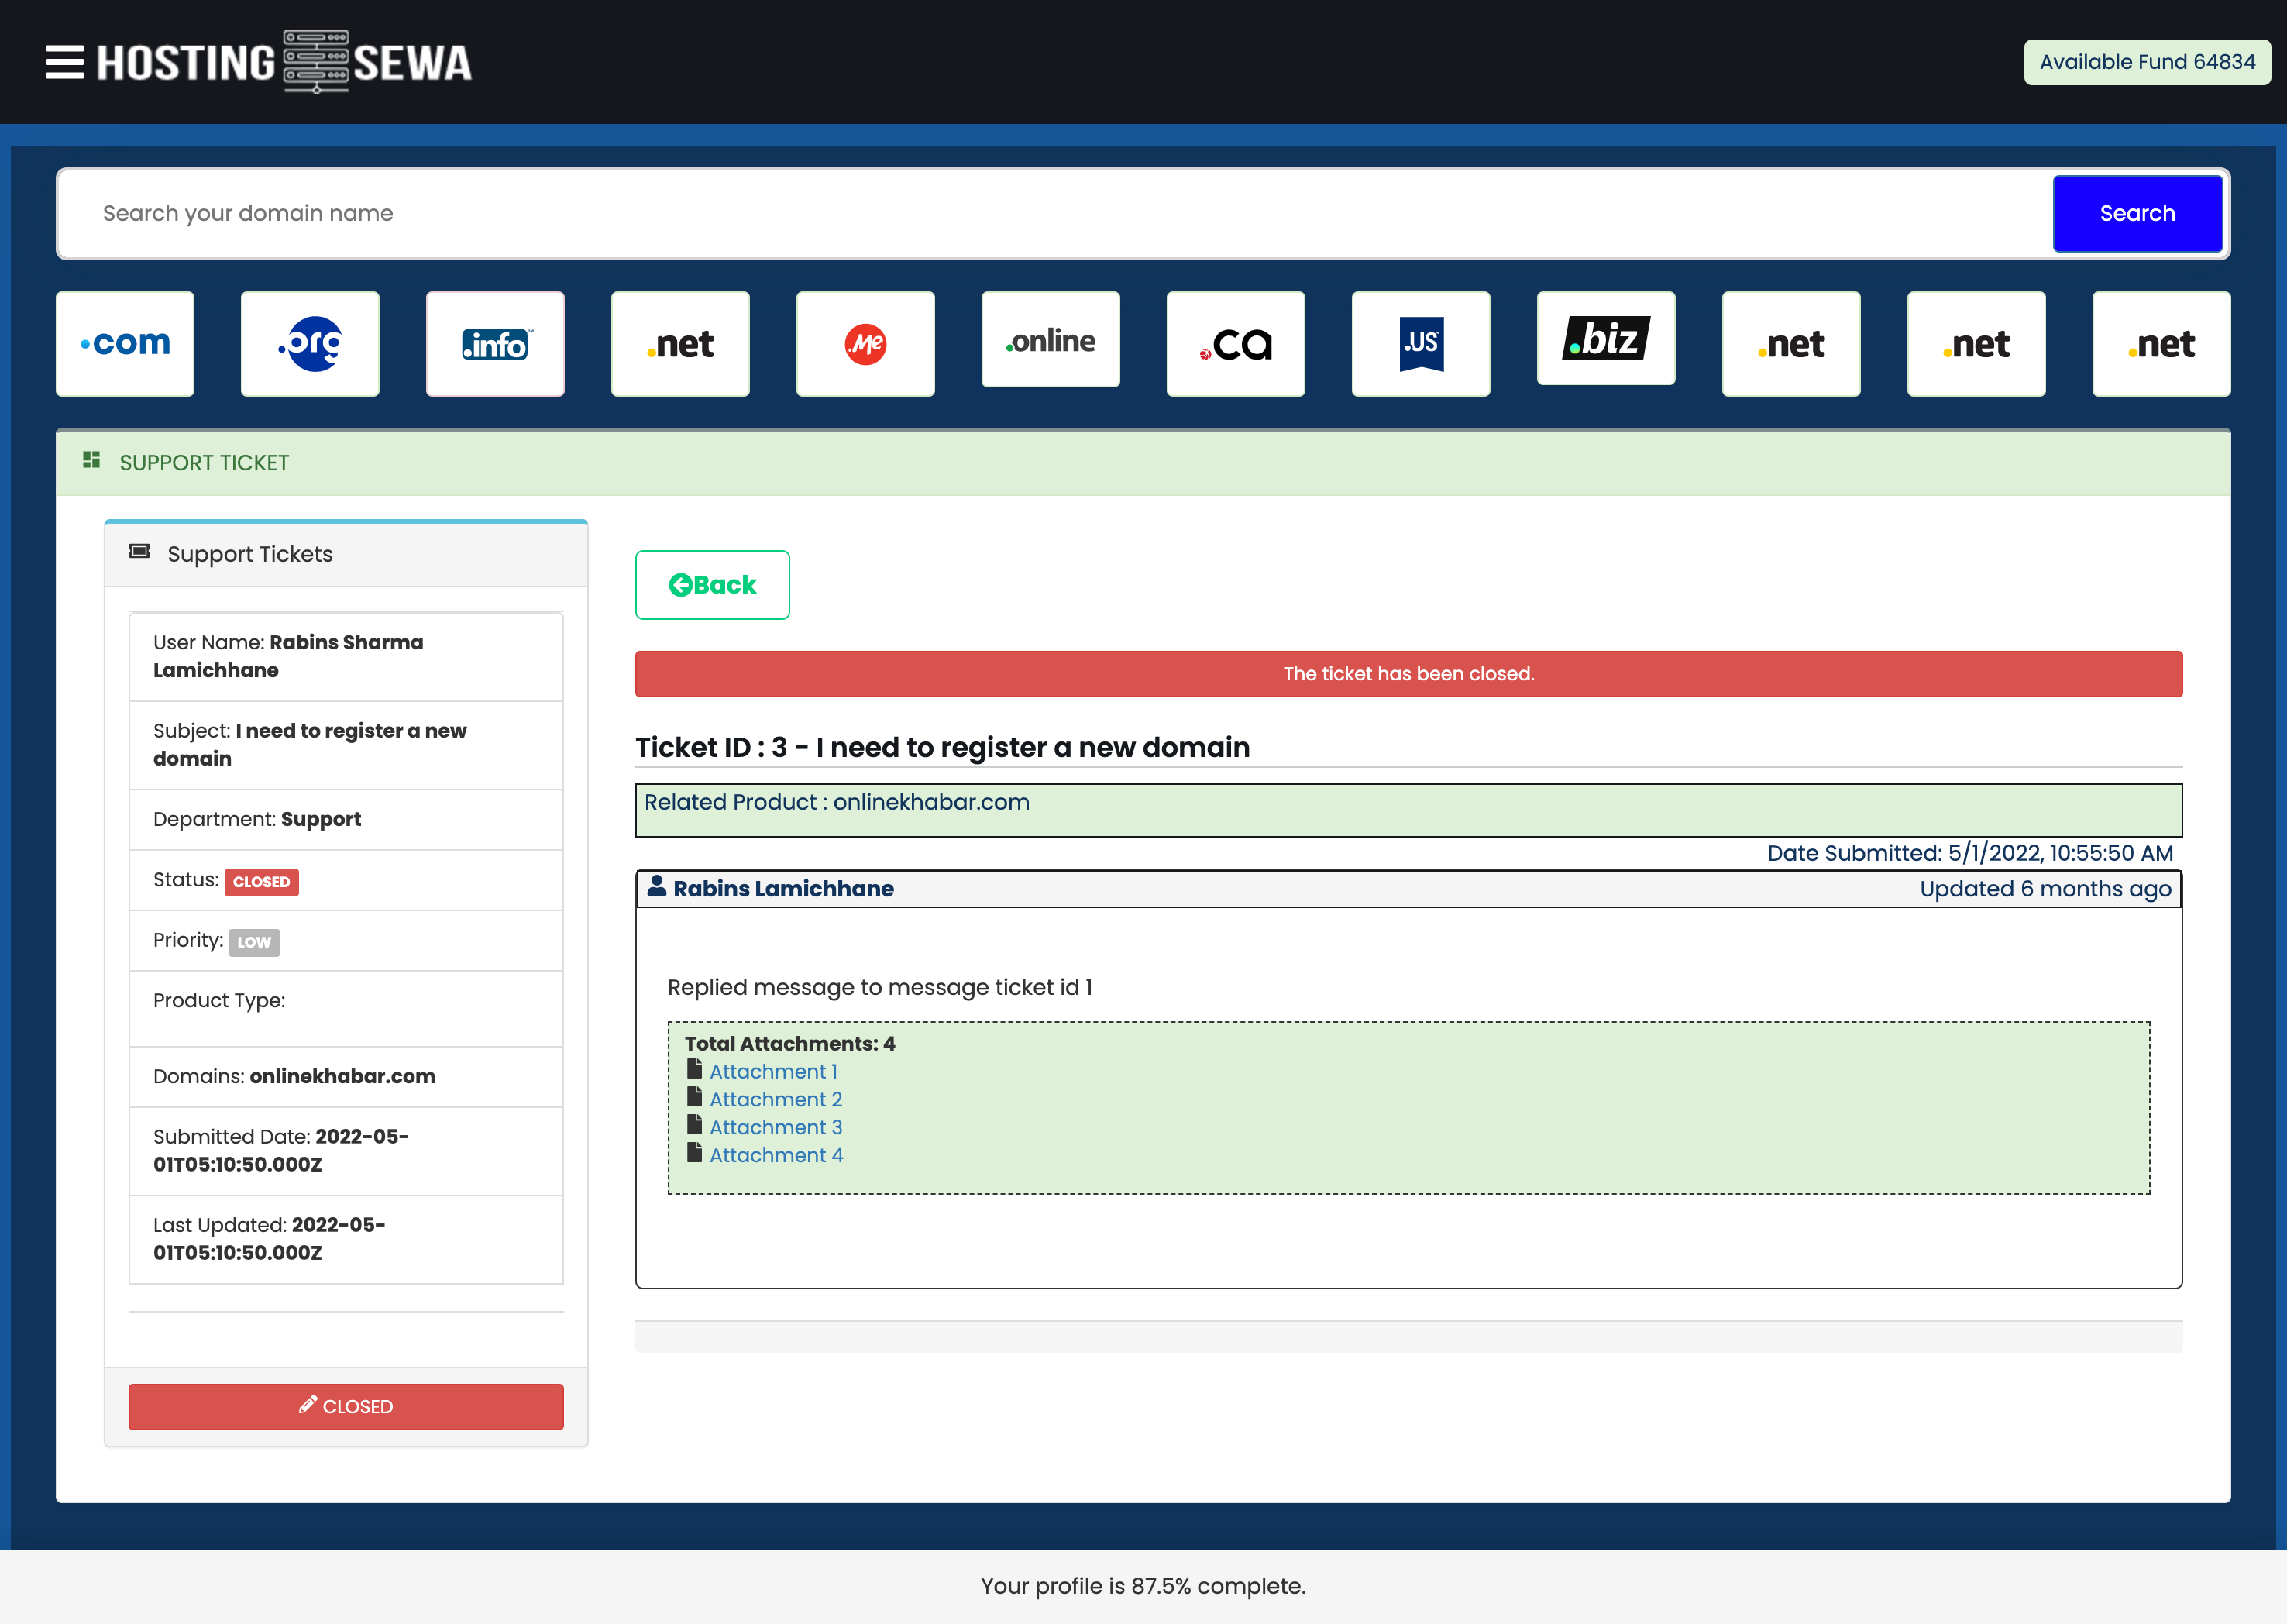 HOSTING SEWA
Available Fund 64834
Search your domain name
Search
.com
.org
.info
.net
.Me
.online
.ca
.US
.biz
.net
.net
.net
SUPPORT TICKET
Support Tickets
User Name: Rabins Sharma
Lamichhane
Subject: I need to register a new
domain
Department: Support
Status: CLOSED
Priority: LOW
Product Type:
Domains: onlinekhabar.com
Submitted Date: 2022-05-
01T05:10:50.000Z
Last Updated: 2022-05-
01T05:10:50.000Z
CLOSED
Back
The ticket has been closed.
Ticket ID : 3 - I need to register a new domain
Related Product : onlinekhabar.com
Date Submitted: 5/1/2022, 10:55:50 AM
Rabins Lamichhane
Updated 6 months ago
Replied message to message ticket id 1
Total Attachments: 4
Attachment 1
Attachment 2
Attachment 3
Attachment 4
Your profile is 87.5% complete.